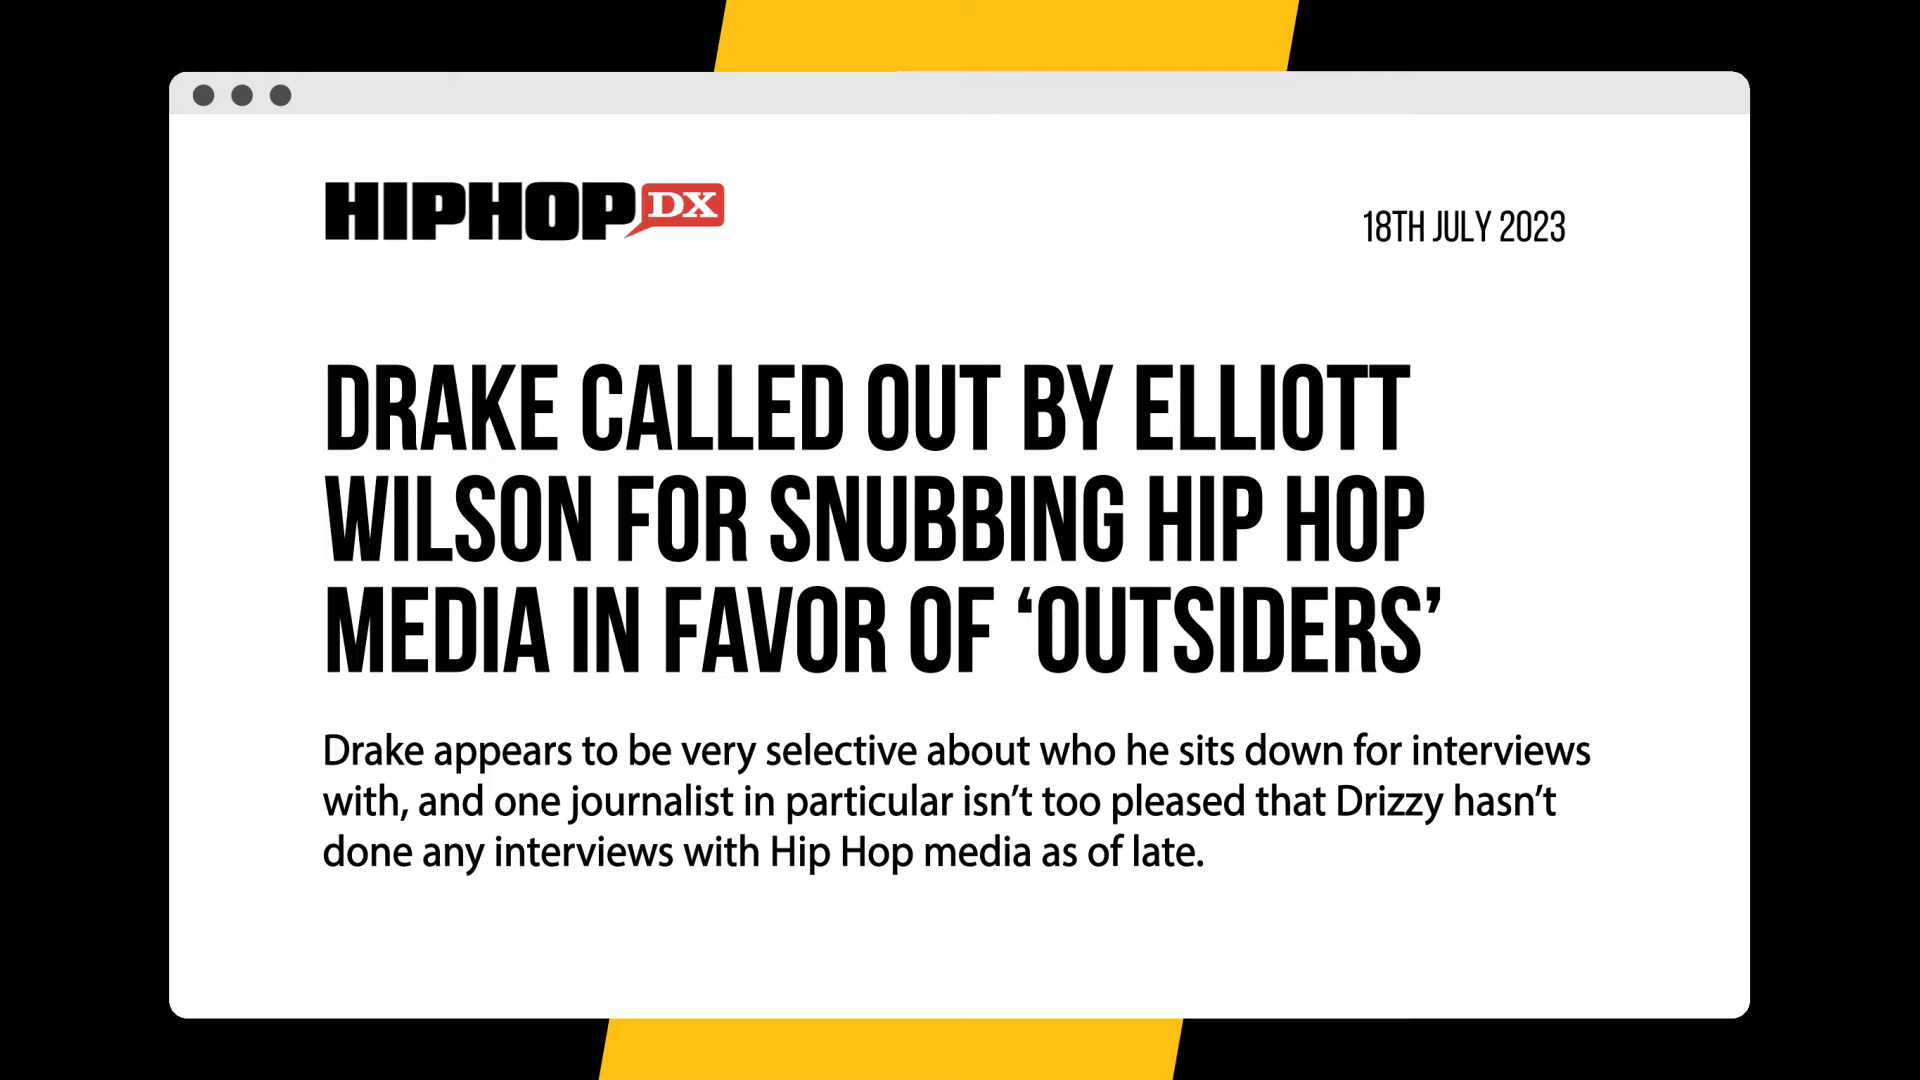 HIPHOPDX
18TH JULY 2023
DRAKE CALLED OUT BY ELLIOTT
WILSON FOR SNUBBING HIP HOP
MEDIA IN FAVOR OF ‘OUTSIDERS’
Drake appears to be very selective about who he sits down for interviews
with, and one journalist in particular isn’t too pleased that Drizzy hasn’t
done any interviews with Hip Hop media as of late.